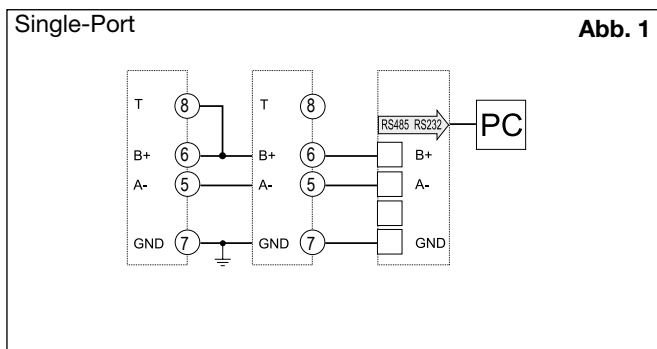 Single-Port Abb. 1
T 8 T 8
RS485 RS232 PC
B+ 6 B+ 6 B+
A- 5 A- 5 A-
GND 7 GND 7 GND